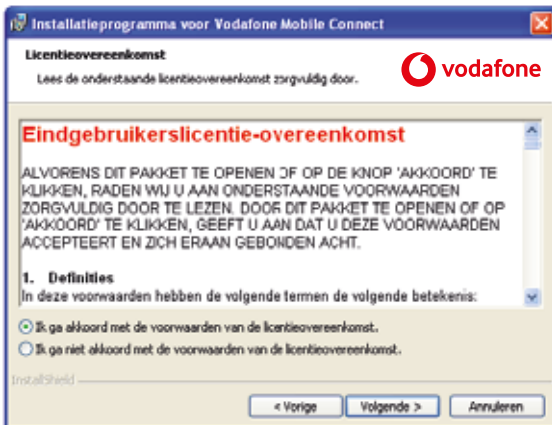 Installatieprogramma voor Vodafone Mobile Connect
Licentieovereenkomst
Lees de onderstaande licentieovereenkomst zorgvuldig door.
vodafone
Eindgebruikerslicentie-overeenkomst
ALVORENS DIT PAKKET TE OPENEN OF OP DE KNOP 'AKKOORD' TE
KLIKKEN, RADEN WIJ U AAN ONDERSTAANDE VOORWAARDEN
ZORGVULDIG DOOR TE LEZEN. DOOR DIT PAKKET TE OPENEN OF OP
'AKKOORD' TE KLIKKEN, GEEFT U AAN DAT U DEZE VOORWAARDEN
ACCEPTEERT EN ZICH ERAAN GEBONDEN ACHT.
1. Definities
In deze voorwaarden hebben de volgende termen de volgende betekenis:
Ik ga akkoord met de voorwaarden van de licentieovereenkomst.
Ik ga niet akkoord met de voorwaarden van de licentieovereenkomst.
InstallShield
< Vorige
Volgende >
Annuleren